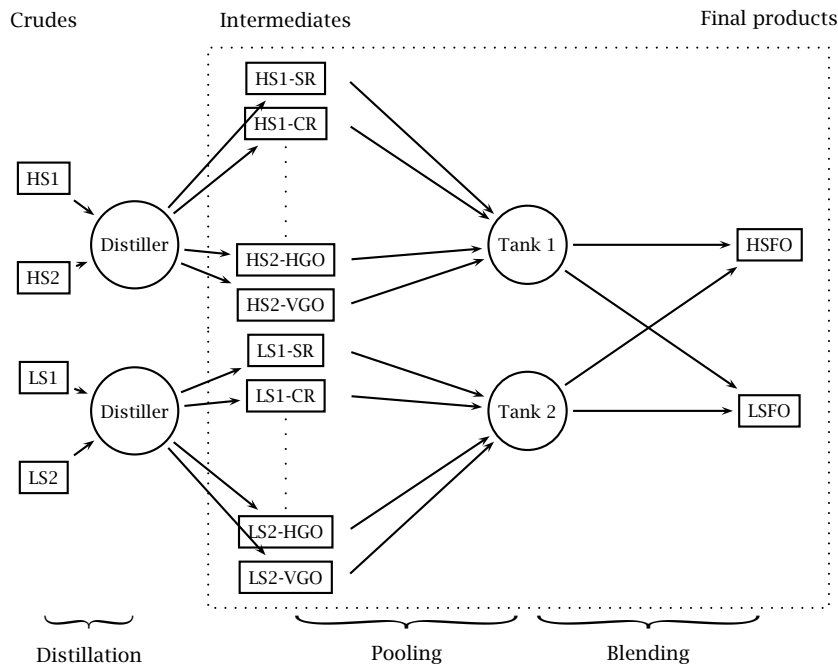 Crudes
Intermediates
Final products
HS1-SR
HS1-CR
HS1
Distiller
Tank 1
HSFO
HS2
HS2-HGO
HS2-VGO
LS1-SR
LS1
LS1-CR
Distiller
Tank 2
LSFO
LS2
LS2-HGO
LS2-VGO
Distillation
Pooling
Blending